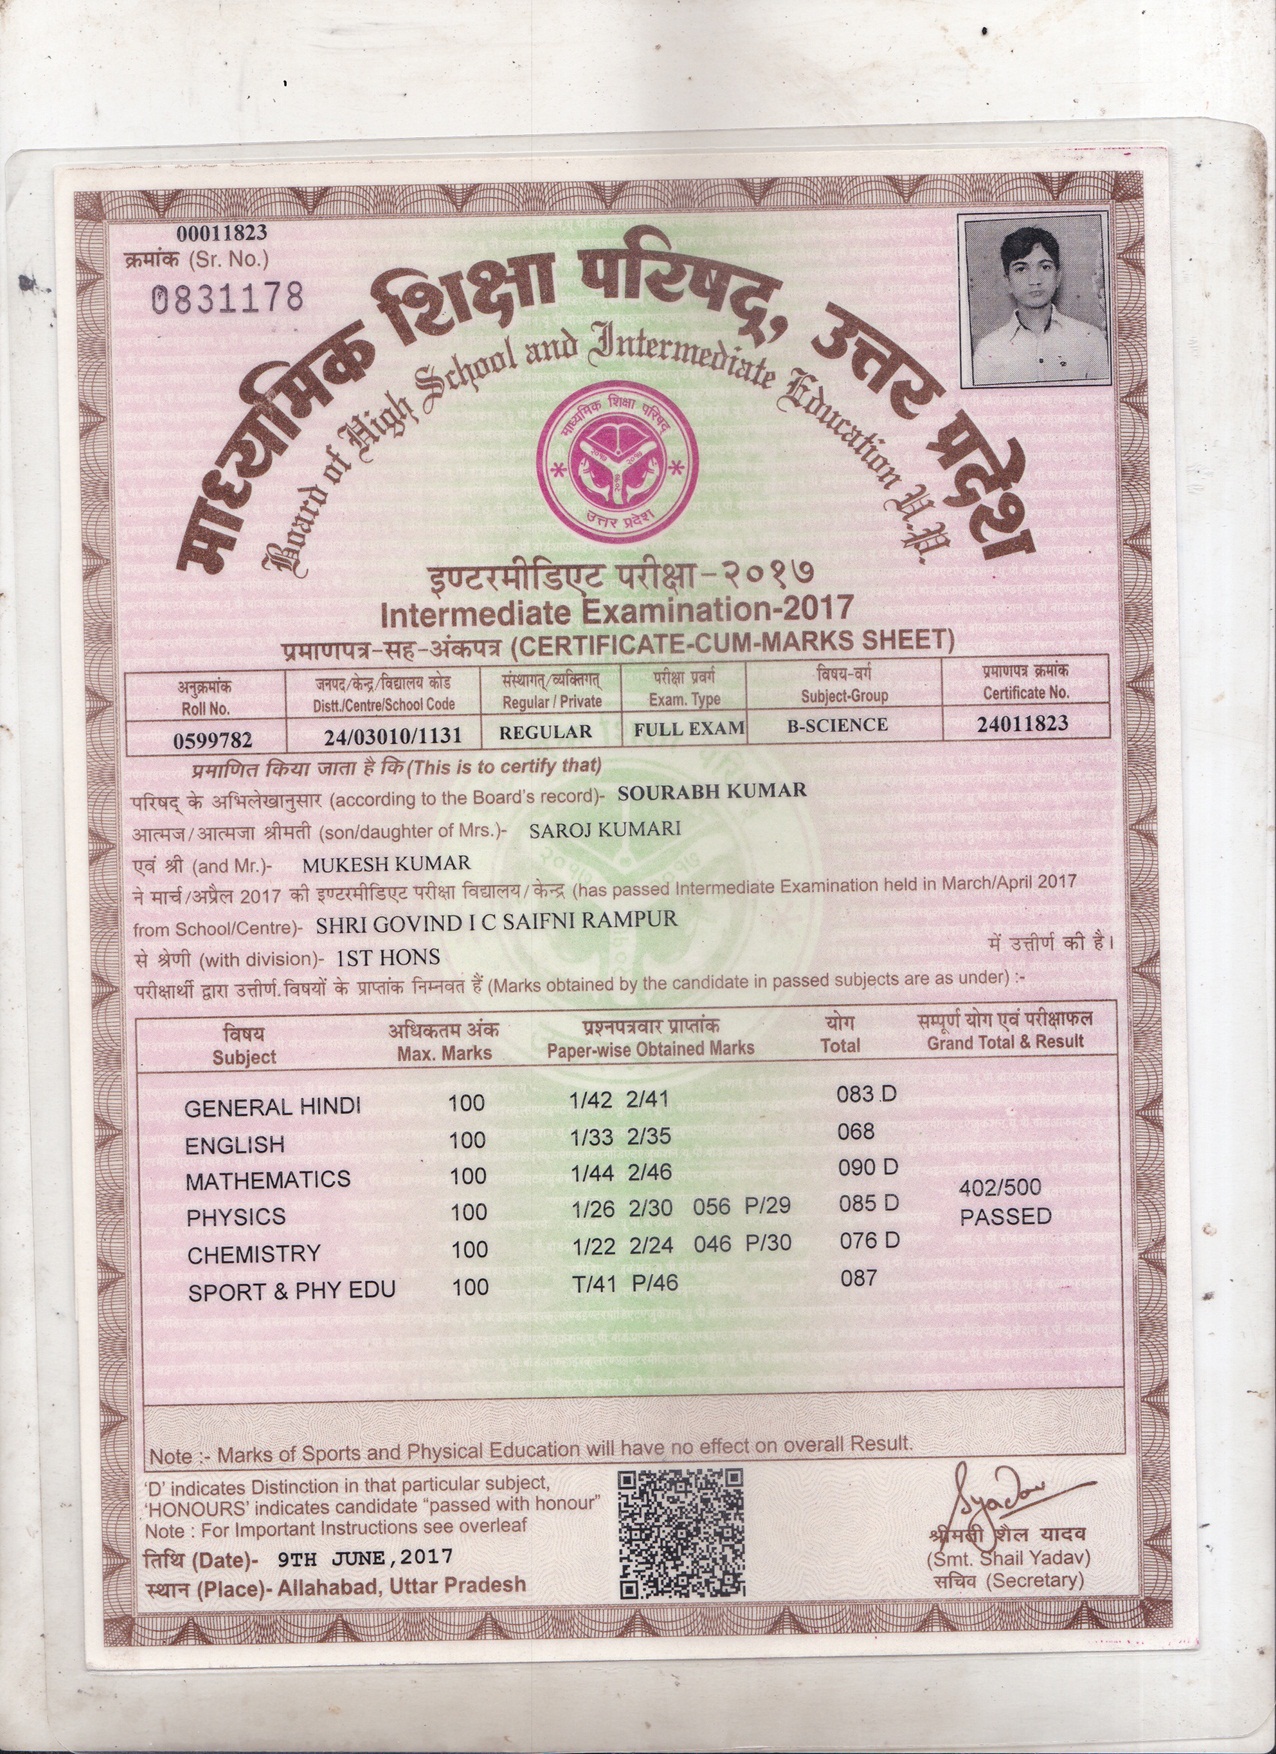 00011823
क्रमांक (Sr. No.)
0831178
माध्यमिक शिक्षा परिषद्, उत्तर प्रदेश
Board of High School and Intermediate Education U.P.
माध्यमिक शिक्षा परिषद्
उत्तर प्रदेश
इण्टरमीडिएट परीक्षा-२०१७
Intermediate Examination-2017
प्रमाणपत्र-सह-अंकपत्र (CERTIFICATE-CUM-MARKS SHEET)
अनुक्रमांक जनपद/केन्द्र/विद्यालय कोड संस्थागत्/व्यक्तिगत् परीक्षा प्रवर्ग विषय-वर्ग प्रमाणपत्र क्रमांक
Roll No. Distt./Centre/School Code Regular / Private Exam. Type Subject-Group Certificate No.
0599782 24/03010/1131 REGULAR FULL EXAM B-SCIENCE 24011823
प्रमाणित किया जाता है कि (This is to certify that)
परिषद् के अभिलेखानुसार (according to the Board's record)- SOURABH KUMAR
आत्मज/आत्मजा श्रीमती (son/daughter of Mrs.)- SAROJ KUMARI
एवं श्री (and Mr.)- MUKESH KUMAR
ने मार्च/अप्रैल 2017 की इण्टरमीडिएट परीक्षा विद्यालय/केन्द्र (has passed Intermediate Examination held in March/April 2017
from School/Centre)- SHRI GOVIND I C SAIFNI RAMPUR
से श्रेणी (with division)- 1ST HONS में उत्तीर्ण की है।
परीक्षार्थी द्वारा उत्तीर्ण विषयों के प्राप्तांक निम्नवत हैं (Marks obtained by the candidate in passed subjects are as under) :-
विषय अधिकतम अंक प्रश्नपत्रवार प्राप्तांक योग सम्पूर्ण योग एवं परीक्षाफल
Subject Max. Marks Paper-wise Obtained Marks Total Grand Total & Result
GENERAL HINDI 100 1/42 2/41 083 D
ENGLISH 100 1/33 2/35 068
MATHEMATICS 100 1/44 2/46 090 D
402/500
PHYSICS 100 1/26 2/30 056 P/29 085 D
PASSED
CHEMISTRY 100 1/22 2/24 046 P/30 076 D
SPORT & PHY EDU 100 T/41 P/46 087
Note :- Marks of Sports and Physical Education will have no effect on overall Result.
'D' indicates Distinction in that particular subject,
'HONOURS' indicates candidate "passed with honour"
Note : For Important Instructions see overleaf
तिथि (Date)- 9TH JUNE,2017
स्थान (Place)- Allahabad, Uttar Pradesh
Syadav
श्रीमती शैल यादव
(Smt. Shail Yadav)
सचिव (Secretary)